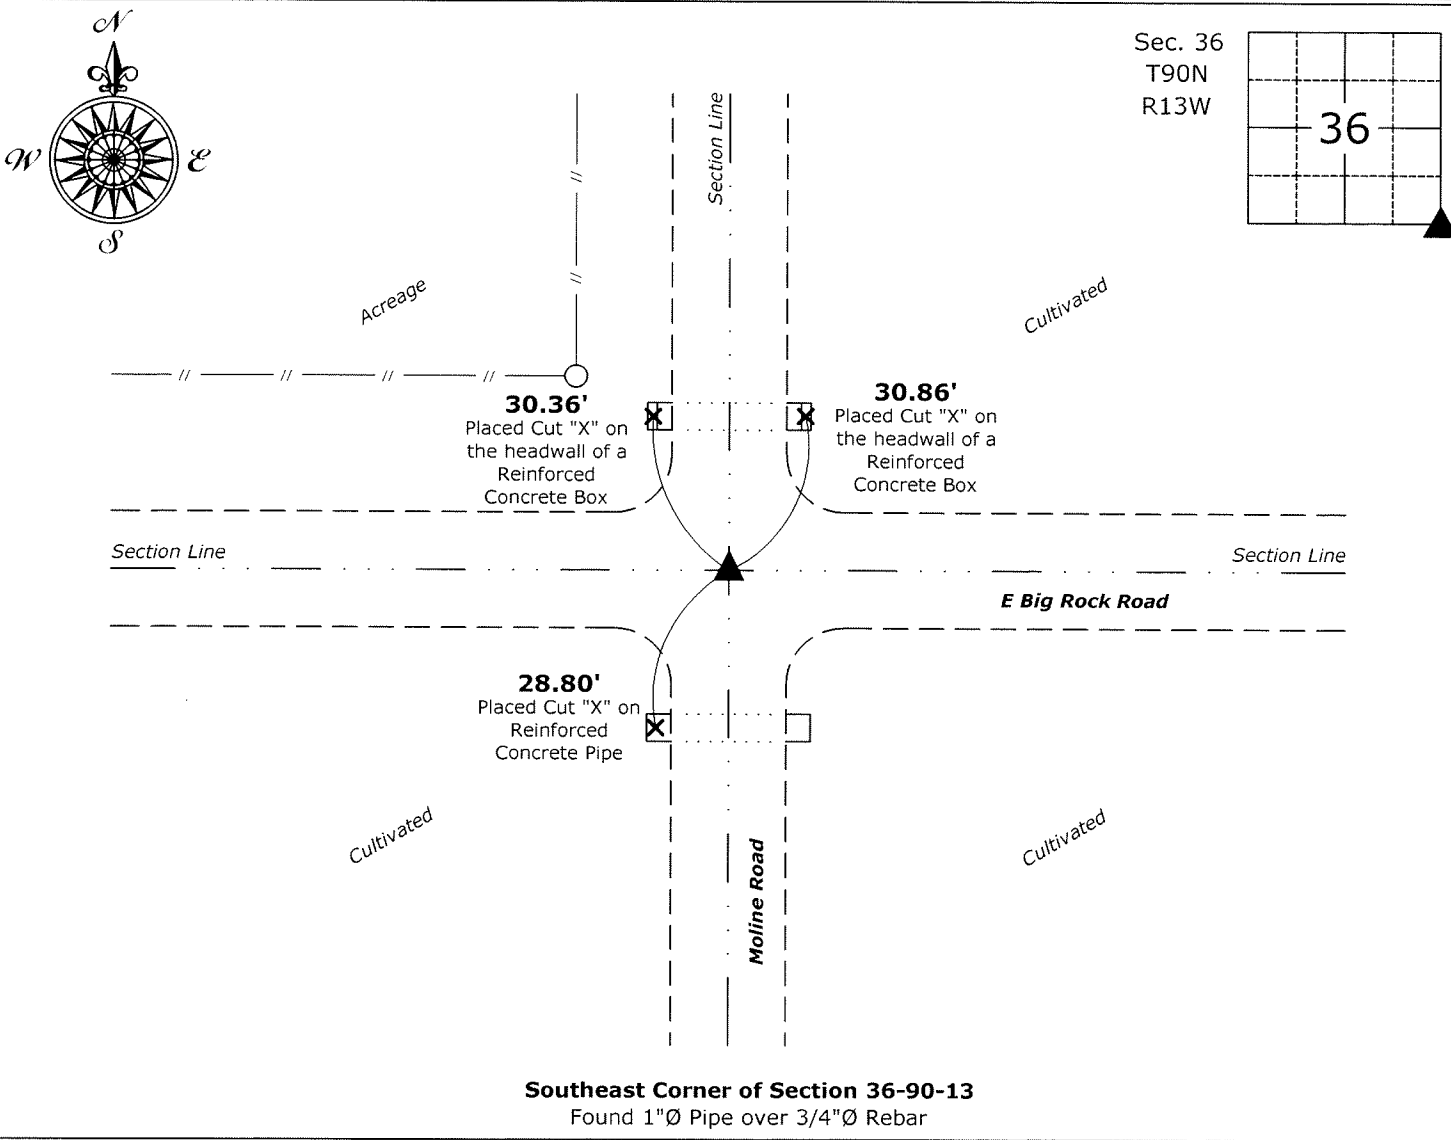 N
W
E
S
Sec. 36
T90N
R13W
36
Section Line
Acreage
Cultivated
30.36'
Placed Cut "X" on
the headwall of a
Reinforced
Concrete Box
30.86'
Placed Cut "X" on
the headwall of a
Reinforced
Concrete Box
Section Line
Section Line
E Big Rock Road
28.80'
Placed Cut "X" on
Reinforced
Concrete Pipe
Cultivated
Moline Road
Cultivated
Southeast Corner of Section 36-90-13
Found 1"Ø Pipe over 3/4"Ø Rebar